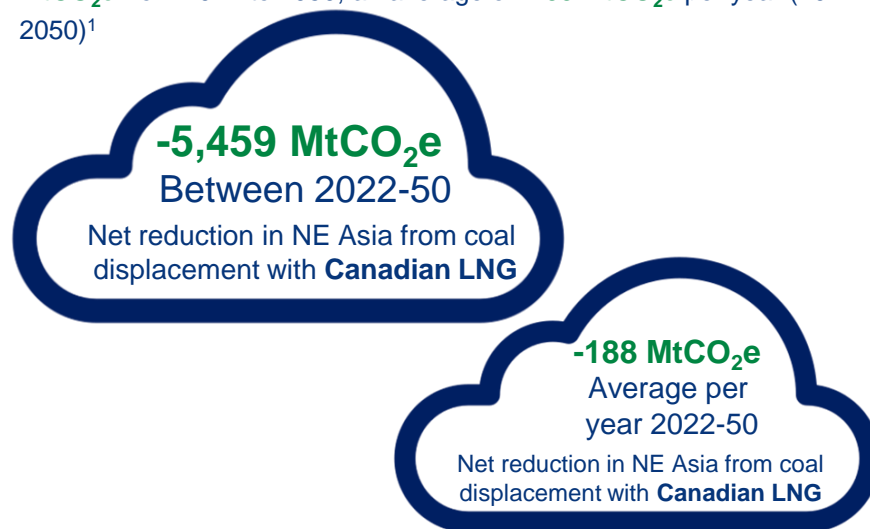 2050)¹
-5,459 MtCO₂e
Between 2022-50
Net reduction in NE Asia from coal
displacement with Canadian LNG
-188 MtCO₂e
Average per
year 2022-50
Net reduction in NE Asia from coal
displacement with Canadian LNG